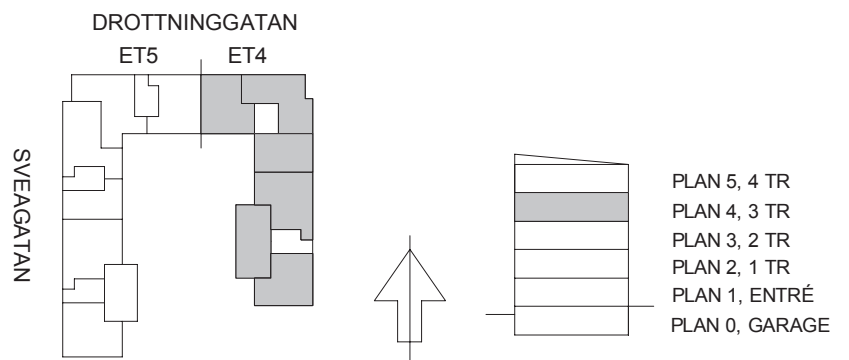 DROTTNINGGATAN
ET5 ET4
SVEAGATAN
PLAN 5, 4 TR
PLAN 4, 3 TR
PLAN 3, 2 TR
PLAN 2, 1 TR
PLAN 1, ENTRÉ
PLAN 0, GARAGE